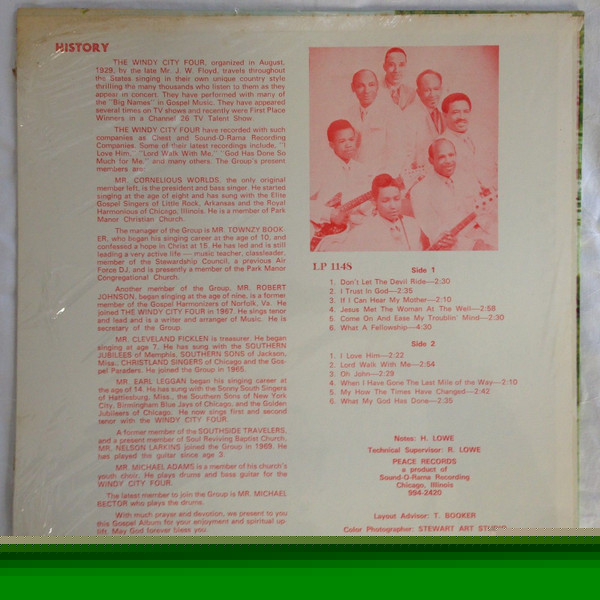 HISTORY
THE WINDY CITY FOUR, organized in August,
1929, by the late Mr. J. W. Floyd, travels throughout
the States singing in their own unique country style
thrilling the many thousands who listen to them as they
appear in concert. They have performed with many of
the "Big Names" in Gospel Music. They have appeared
several times on TV shows and recently were First Place
Winners in a Channel 26 TV Talent Show.
THE WINDY CITY FOUR have recorded with such
companies as Chess and Sound-O-Rama Recording
Companies. Some of their latest recordings include, "I
Love Him," "Lord Walk With Me," "God Has Done So
Much for Me," and many others. The Group's present
members are:
MR. CORNELIOUS WORLDS, the only original
member left, is the president and bass singer. He started
singing at the age of eight and has sung with the Elite
Gospel Singers of Little Rock, Arkansas and the Royal
Harmonious of Chicago, Illinois. He is a member of Park
Manor Christian Church.
The manager of the Group is MR. TOWNZY BOOK-
ER, who began his singing career at the age of 10, and
confessed a hope in Christ at 16. He has led and is still
leading a very active life — music teacher, classleader,
member of the Stewardship Council, a previous Air
Force DJ, and is presently a member of the Park Manor
Congregational Church.
Another member of the Group, MR. ROBERT
JOHNSON, began singing at the age of nine, is a former
member of the Gospel Harmonizers of Norfolk, Va. He
joined THE WINDY CITY FOUR in 1967. He sings tenor
and lead and is a writer and arranger of Music. He is
secretary of the Group.
MR. CLEVELAND FICKLEN is treasurer. He began
singing at age 7. He has sung with the SOUTHERN
JUBILEES of Memphis, SOUTHERN SONS of Jackson,
Miss., CHRISTLAND SINGERS of Chicago and the Gos-
pel Paraders. He joined the Group in 1965.
MR. EARL LEGGAN began his singing career at
the age of 14. He has sung with the Soony South Singers
of Hattiesburg, Miss., the Southern Sons of New York
City, Birmingham Blue Jays of Chicago, and the Golden
Jubileers of Chicago. He now sings first and second
tenor with the WINDY CITY FOUR.
A former member of the SOUTHSIDE TRAVELERS,
and a present member of Soul Reviving Baptist Church,
MR. NELSON LARKINS joined the Group in 1969. He
has played the guitar since age 3.
MR. MICHAEL ADAMS is a member of his church's
youth choir. He plays drums and bass guitar for the
WINDY CITY FOUR.
The latest member to join the Group is MR. MICHAEL
RECTOR who plays the drums.
With much prayer and devotion, we present to you
this Gospel Album for your enjoyment and spiritual up-
lift. May God forever bless you.
LP 1148
Side 1
1. Don't Let The Devil Ride—2:30
2. I Trust In God—2:35
3. If I Can Hear My Mother—2:10
4. Jesus Met The Woman At The Well—2:58
5. Come On And Ease My Troublin' Mind—2:30
6. What A Fellowship—4:30
Side 2
1. I Love Him—2:22
2. Lord Walk With Me—2:54
3. Oh John—2:29
4. When I Have Gone The Last Mile of the Way—2:10
5. My How The Times Have Changed—2:42
6. What My God Has Done—2:35
Notes: H. LOWE
Technical Supervisor: R. LOWE
PEACE RECORDS
a product of
Sound-O-Rama Recording
Chicago, Illinois
994-2420
Layout Advisor: T. BOOKER
Color Photographer: STEWART ART STUDIO